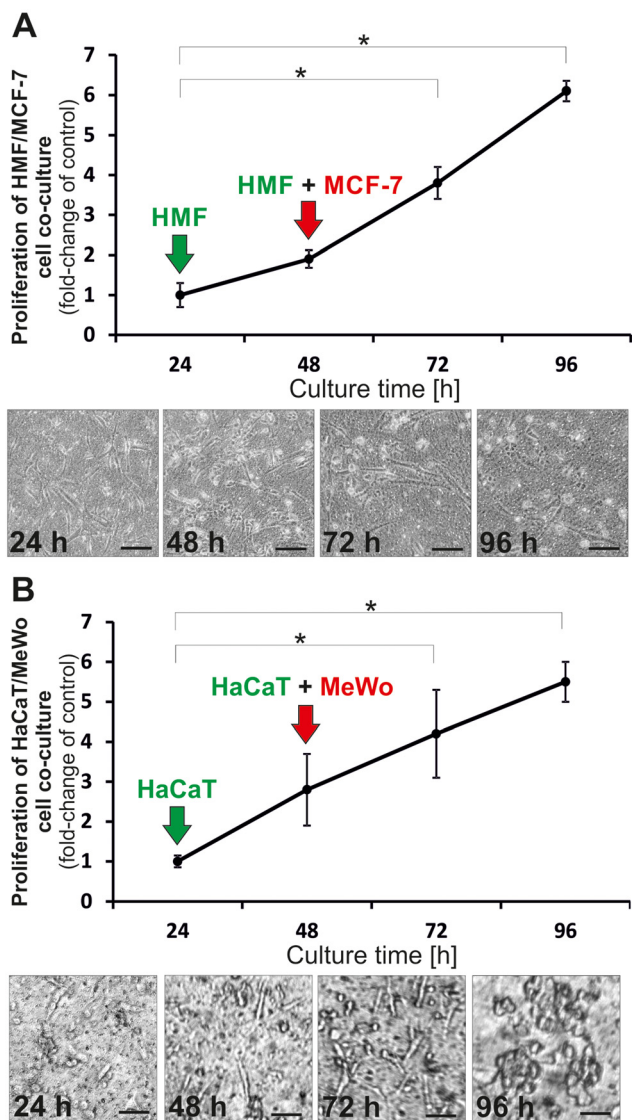 A
Proliferation of HMF/MCF-7
cell co-culture
(fold-change of control)
7
6
5
4
3
2
1
0
*
*
HMF + MCF-7
HMF
24
48
72
96
Culture time [h]
24 h
48 h
72 h
96 h
B
Proliferation of HaCaT/MeWo
cell co-culture
(fold-change of control)
7
6
5
4
3
2
1
0
*
*
HaCaT + MeWo
HaCaT
24
48
72
96
Culture time [h]
24 h
48 h
72 h
96 h